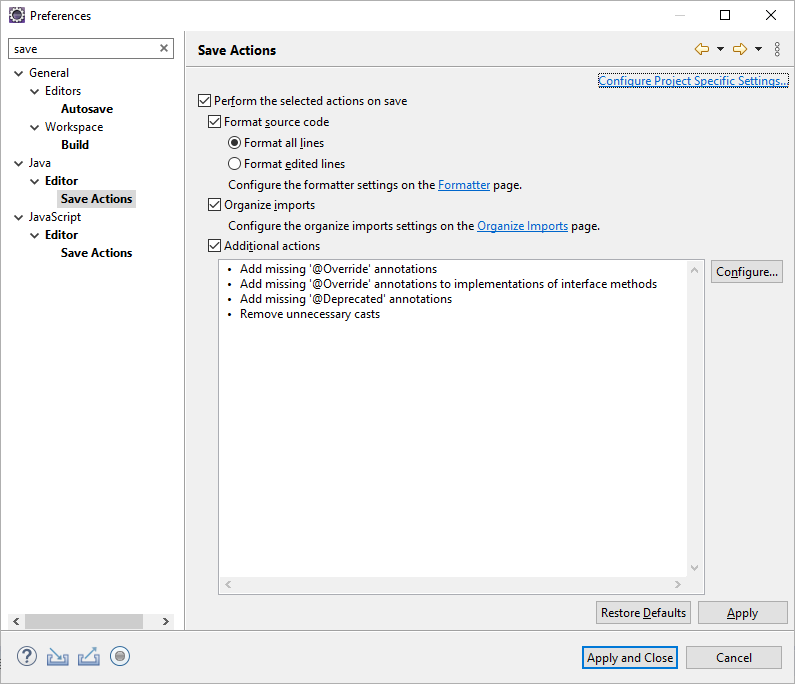 Preferences
save
General
Editors
Autosave
Workspace
Build
Java
Editor
Save Actions
JavaScript
Editor
Save Actions
Save Actions
Configure Project Specific Settings...
Perform the selected actions on save
Format source code
Format all lines
Format edited lines
Configure the formatter settings on the Formatter page.
Organize imports
Configure the organize imports settings on the Organize Imports page.
Additional actions
• Add missing '@Override' annotations
• Add missing '@Override' annotations to implementations of interface methods
• Add missing '@Deprecated' annotations
• Remove unnecessary casts
Configure...
Restore Defaults
Apply
Apply and Close
Cancel